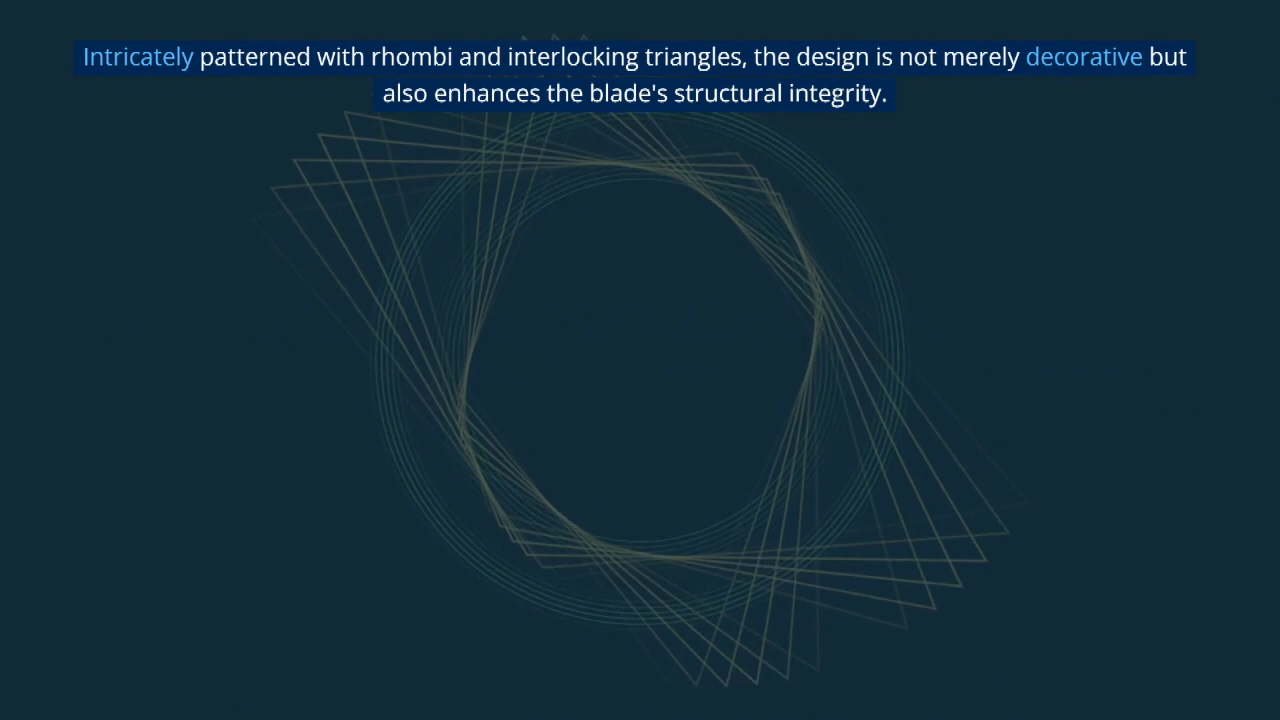 Intricately patterned with rhombi and interlocking triangles, the design is not merely decorative but
also enhances the blade's structural integrity.